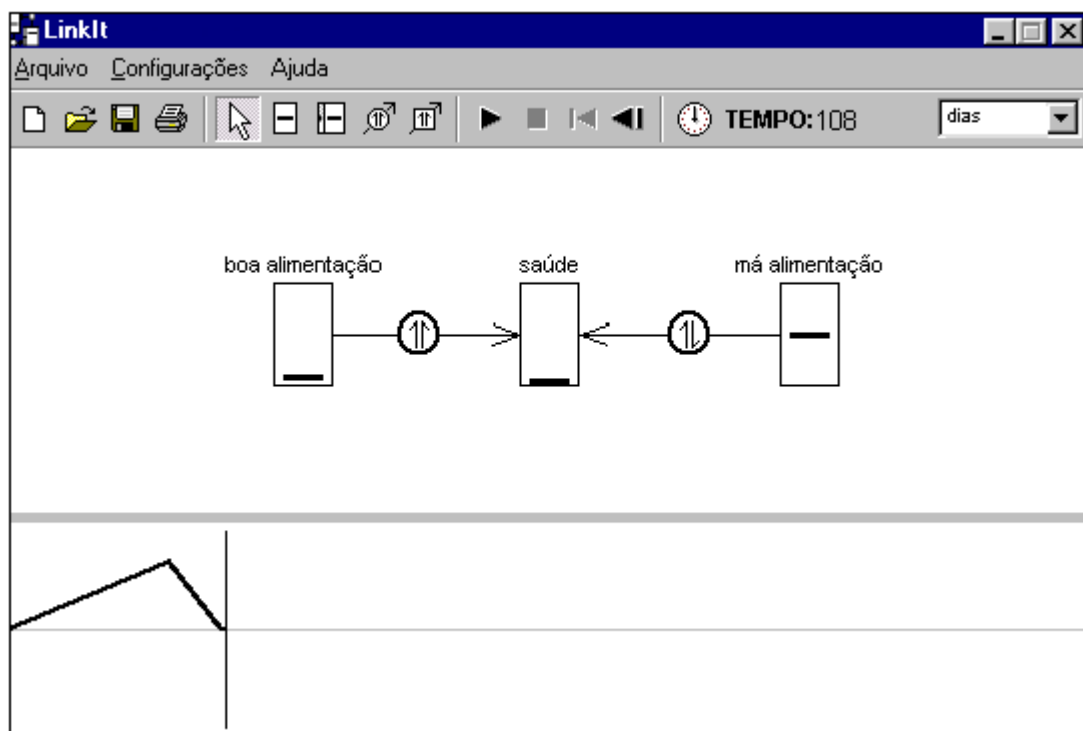 LinkIt
Arquivo Configurações Ajuda
TEMPO: 108 dias
boa alimentação saúde má alimentação